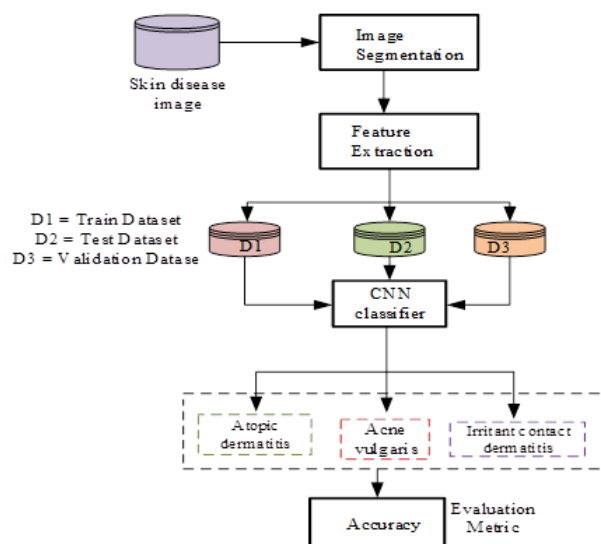 Image
Segmentation
Skin disease
image
Feature
Extraction
D1 = Train Dataset
D2 = Test Dataset
D3 = Validation Datase
D1
D2
D3
CNN
classifier
Atopic
dermatitis
Acne
vulgaris
Irritant contact
dermatitis
Accuracy
Evaluation
Metric